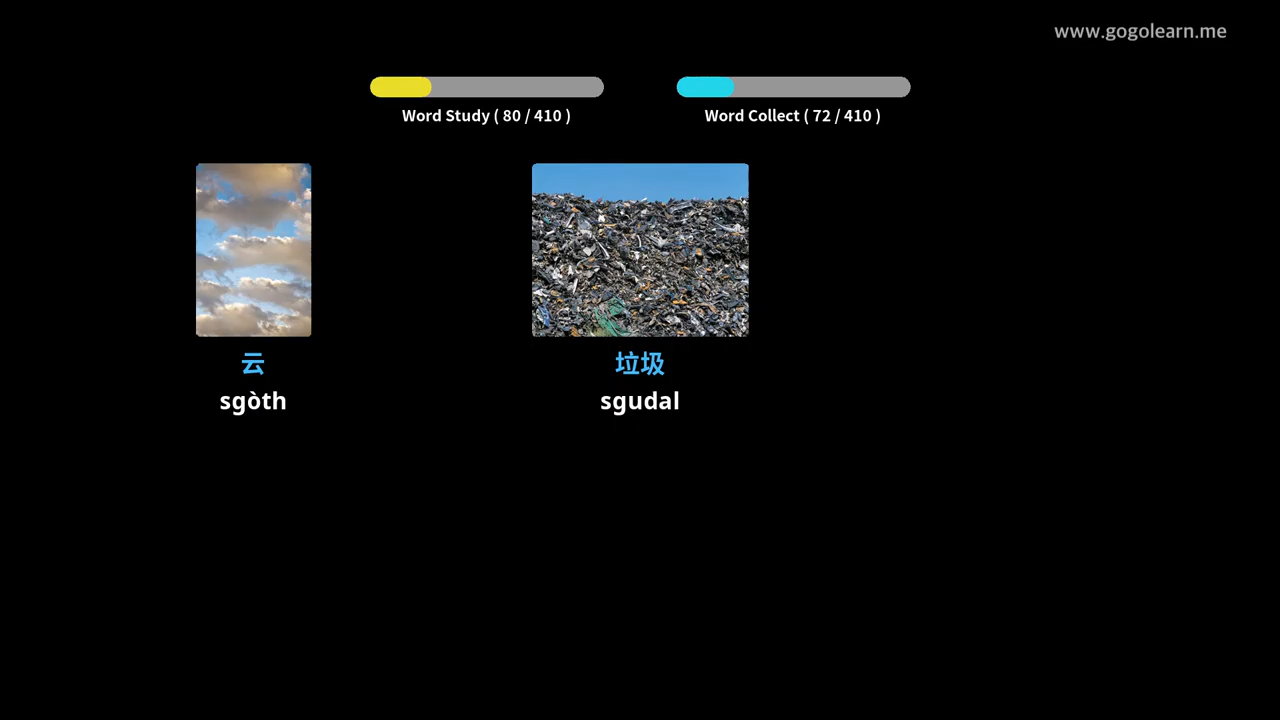 www.gogolearn.me
Word Study ( 80 / 410 )
Word Collect ( 72 / 410 )
云
sgòth
垃圾
sgudal